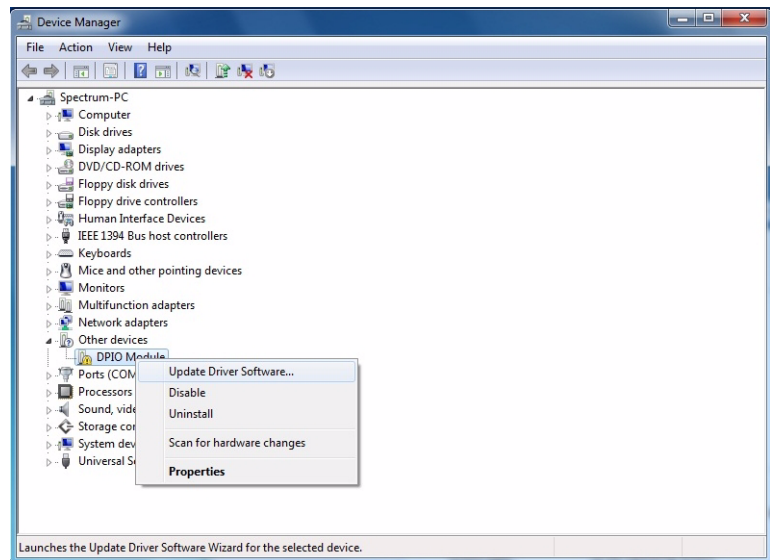 Device Manager
File Action View Help
Spectrum-PC
Computer
Disk drives
Display adapters
DVD/CD-ROM drives
Floppy disk drives
Floppy drive controllers
Human Interface Devices
IEEE 1394 Bus host controllers
Keyboards
Mice and other pointing devices
Monitors
Multifunction adapters
Network adapters
Other devices
DPIO Module
Update Driver Software...
Ports (COM
Disable
Processors
Uninstall
Sound, vide
Storage cor
Scan for hardware changes
System dev
Universal S
Properties
Launches the Update Driver Software Wizard for the selected device.